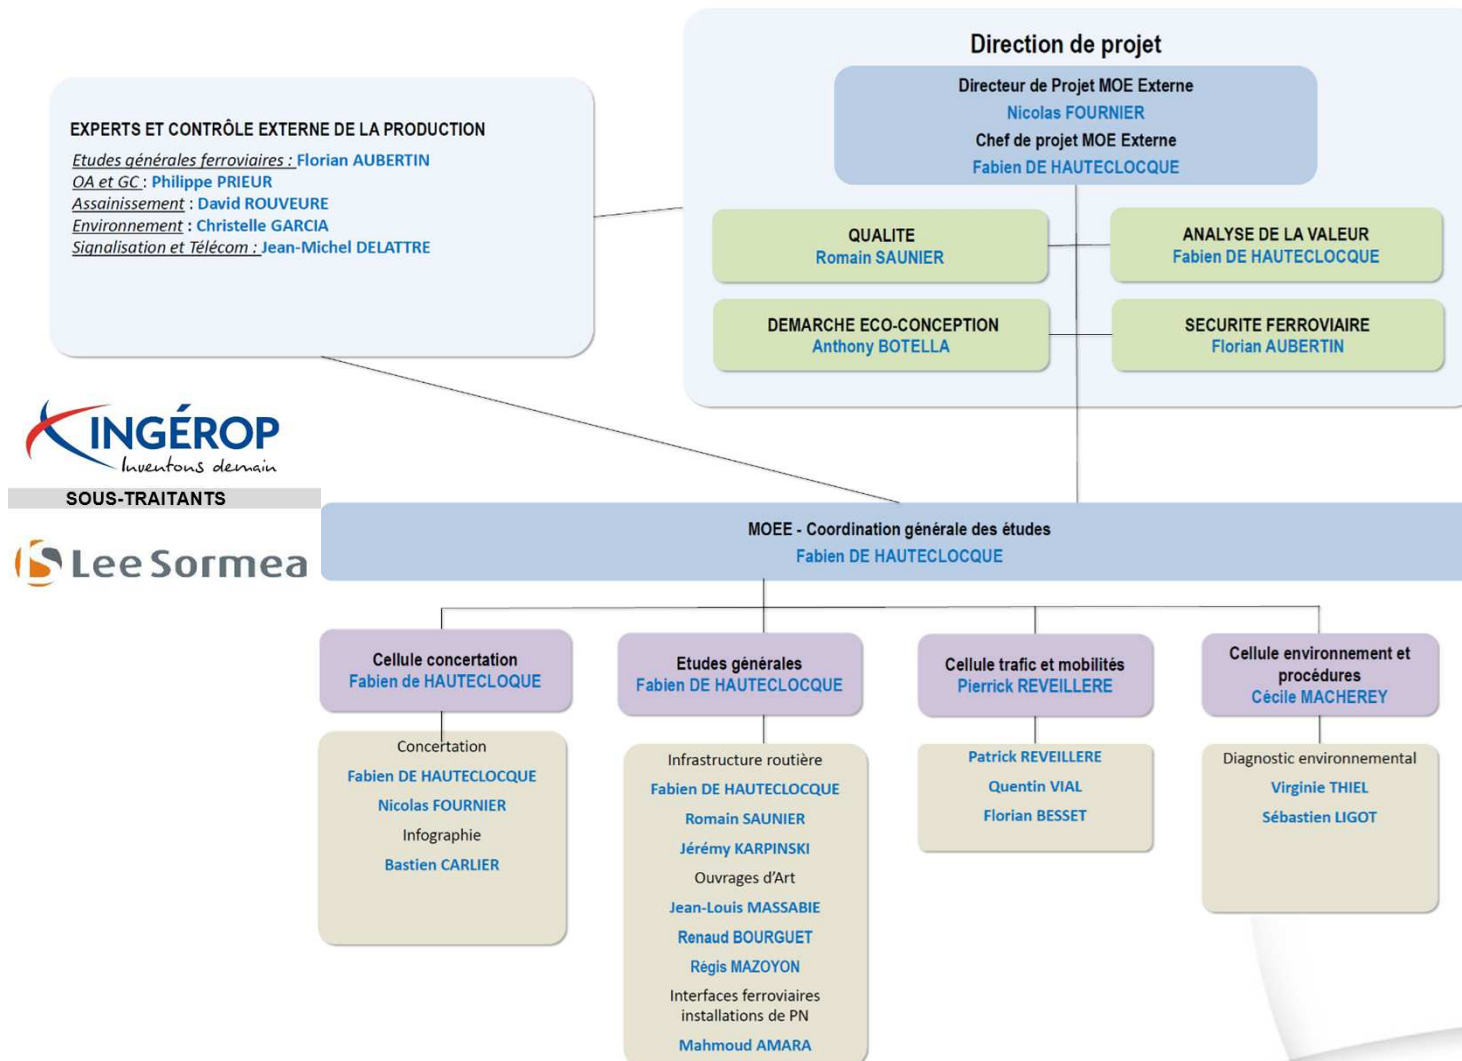 Direction de projet
Directeur de Projet MOE Externe
Nicolas FOURNIER
Chef de projet MOE Externe
Fabien DE HAUTECLOCQUE
EXPERTS ET CONTRÔLE EXTERNE DE LA PRODUCTION
Etudes générales ferroviaires : Florian AUBERTIN
OA et GC : Philippe PRIEUR
Assainissement : David ROUVEURE
Environnement : Christelle GARCIA
Signalisation et Télécom : Jean-Michel DELATTRE
QUALITE
Romain SAUNIER
ANALYSE DE LA VALEUR
Fabien DE HAUTECLOCQUE
DEMARCHE ECO-CONCEPTION
Anthony BOTELLA
SECURITE FERROVIAIRE
Florian AUBERTIN
INGÉROP
Inventons demain
SOUS-TRAITANTS
Lee Sormea
MOEE - Coordination générale des études
Fabien DE HAUTECLOCQUE
Cellule concertation
Fabien de HAUTECLOQUE
Concertation
Fabien DE HAUTECLOCQUE
Nicolas FOURNIER
Infographie
Bastien CARLIER
Etudes générales
Fabien DE HAUTECLOCQUE
Infrastructure routière
Fabien DE HAUTECLOCQUE
Romain SAUNIER
Jérémy KARPINSKI
Ouvrages d’Art
Jean-Louis MASSABIE
Renaud BOURGUET
Règis MAZOYON
Interfaces ferroviaires
installations de PN
Mahmoud AMARA
Cellule trafic et mobilités
Pierrick REVEILLERE
Patrick REVEILLERE
Quentin VIAL
Florian BESSET
Cellule environnement et
procédures
Cécile MACHEREY
Diagnostic environnemental
Virginie THIEL
Sébastien LIGOT